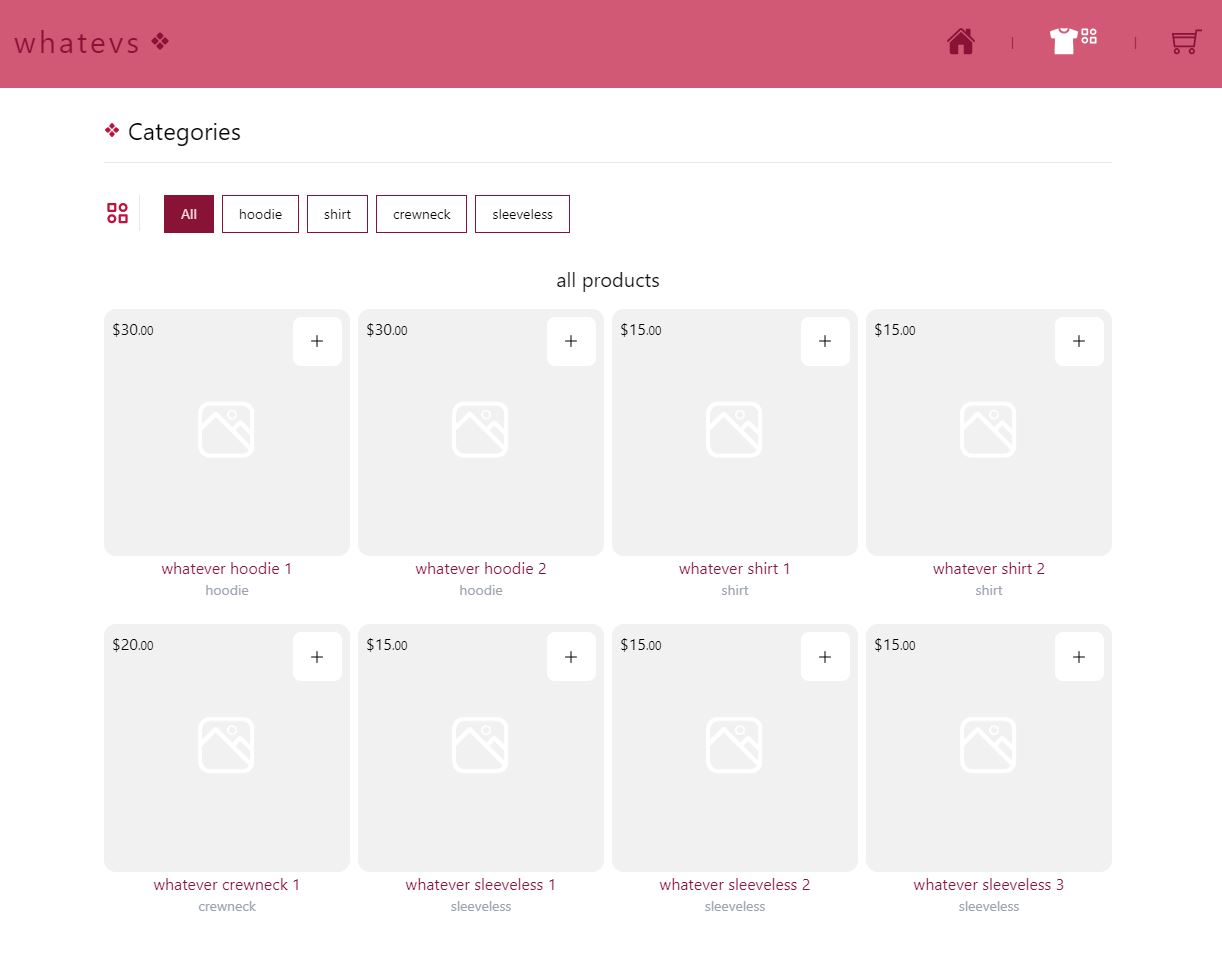 whatevs
Categories
All hoodie shirt crewneck sleeveless
all products
$30.00 $30.00 $15.00 $15.00
whatever hoodie 1 whatever hoodie 2 whatever shirt 1 whatever shirt 2
hoodie hoodie shirt shirt
$20.00 $15.00 $15.00 $15.00
whatever crewneck 1 whatever sleeveless 1 whatever sleeveless 2 whatever sleeveless 3
crewneck sleeveless sleeveless sleeveless